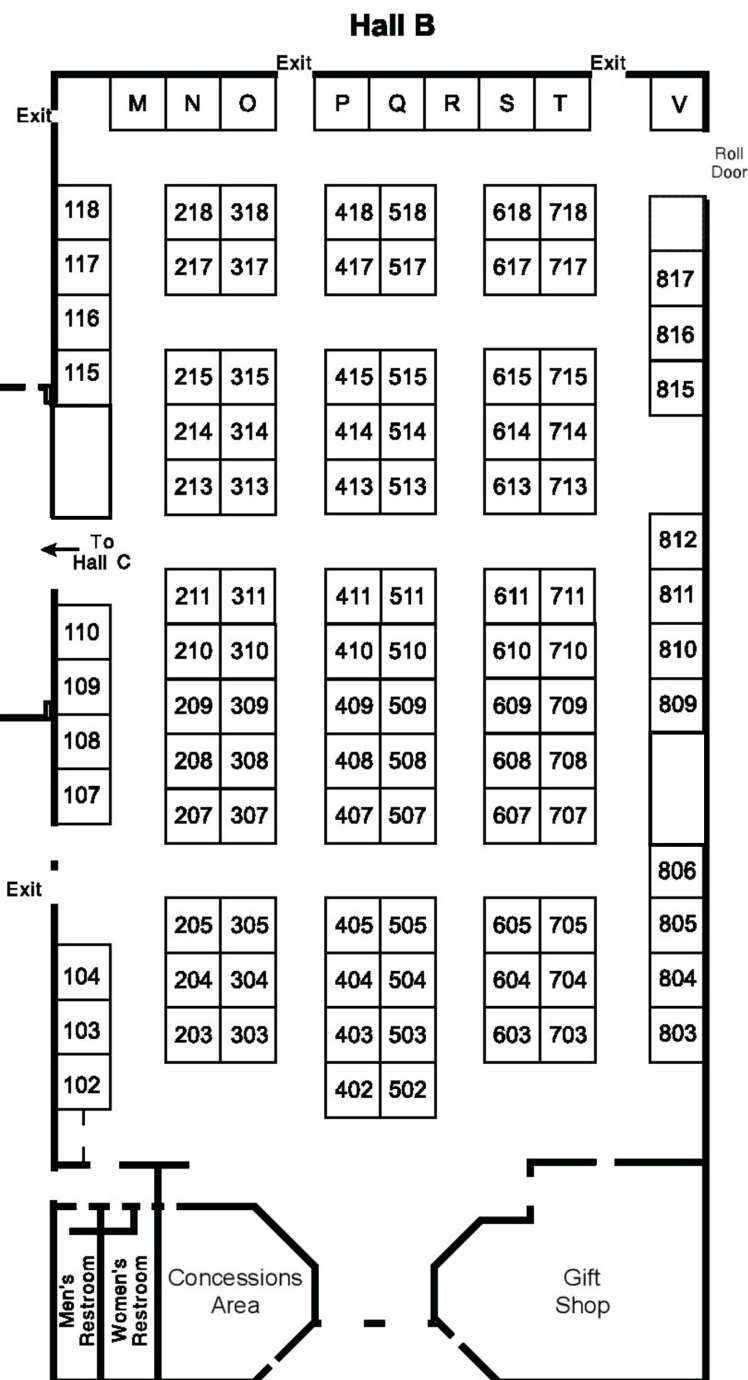 Hall B
Exit
Exit
Exit
M N O P Q R S T V
Roll
Door
118 218 318 418 518 618 718
117 217 317 417 517 617 717 817
116 816
115 215 315 415 515 615 715 815
214 314 414 514 614 714
213 313 413 513 613 713
To
Hall C
812
211 311 411 511 611 711 811
110 210 310 410 510 610 710 810
109 209 309 409 509 609 709 809
108 208 308 408 508 608 708
107 207 307 407 507 607 707
806
Exit
205 305 405 505 605 705 805
104 204 304 404 504 604 704 804
103 203 303 403 503 603 703 803
102 402 502
Men's
Restroom
Women's
Restroom
Concessions
Area
Gift
Shop